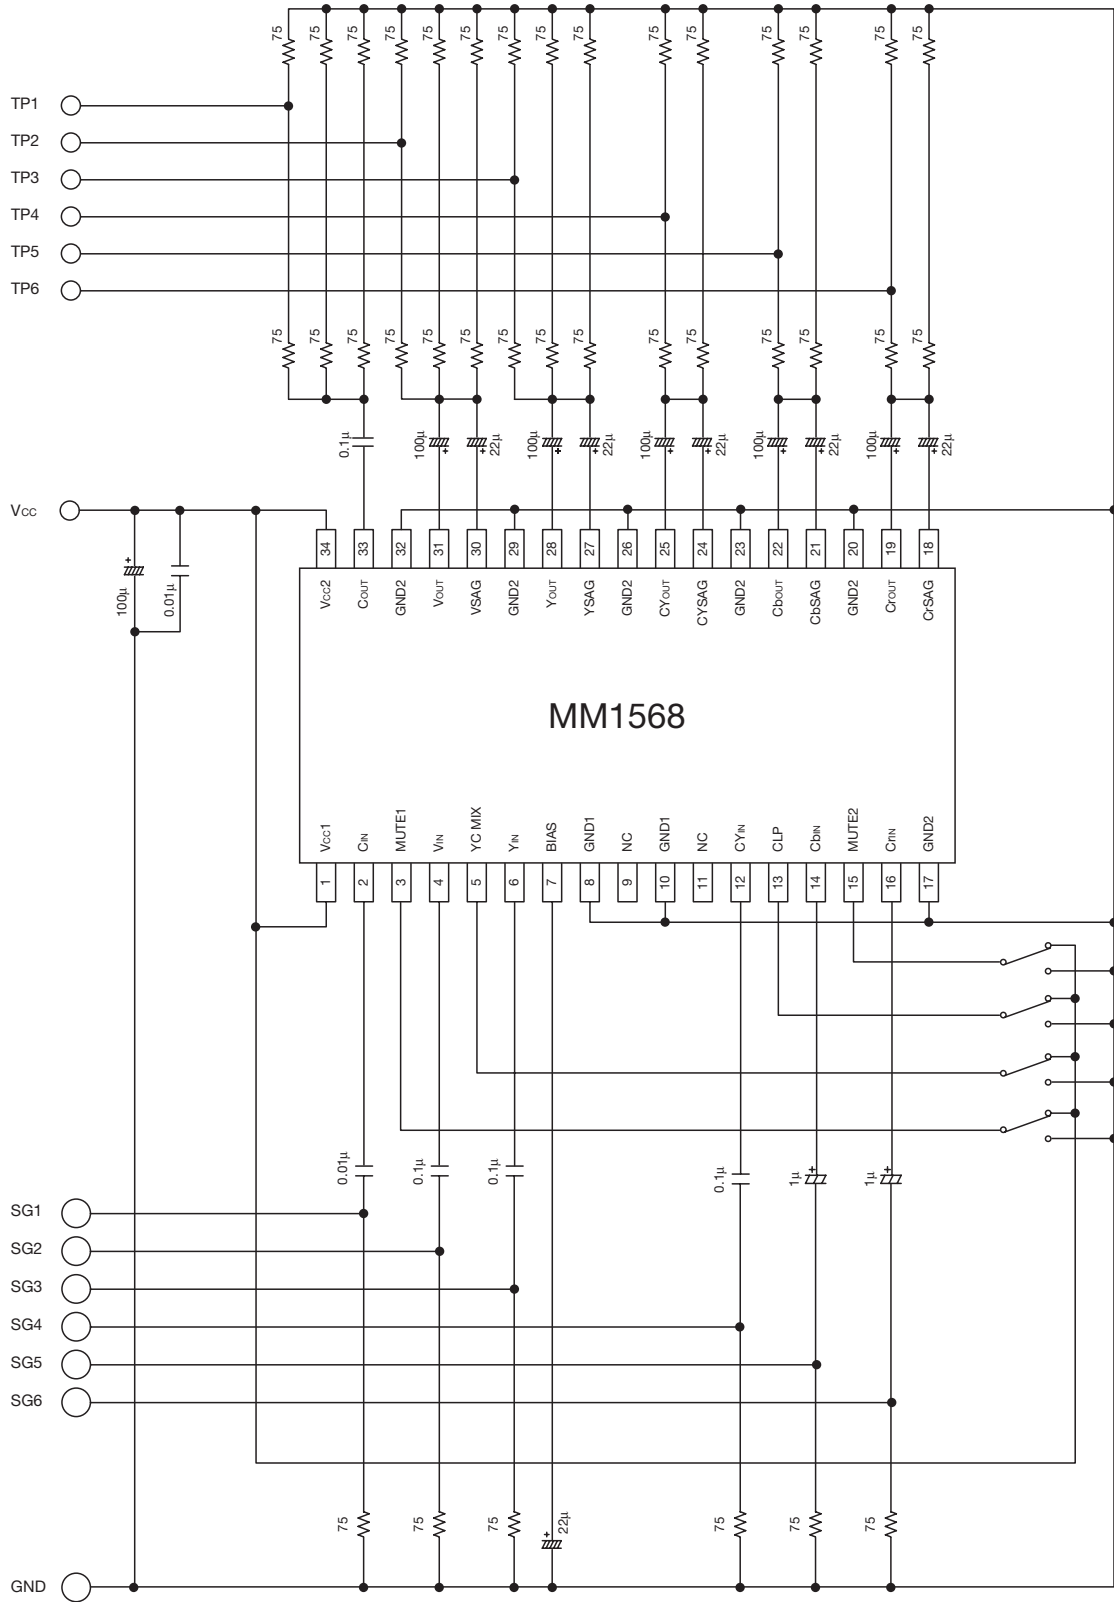 75 75 75 75 75 75 75 75 75 75 75 75 75 75 75
TP1
TP2
TP3
TP4
TP5
TP6
75 75 75 75 75 75 75 75 75 75 75 75 75 75 75
0.1μ 100μ 22μ 100μ 22μ 100μ 22μ 100μ 22μ 100μ 22μ
Vcc
+ 100μ 0.01μ
34 33 32 31 30 29 28 27 26 25 24 23 22 21 20 19 18
Vcc2 COUT GND2 VOUT VSAG GND2 YOUT YSAG GND2 CYOUT CYSAG GND2 CbOUT CbSAG GND2 CrOUT CrSAG
MM1568
Vcc1 CIN MUTE1 VIN YC MIX YIN BIAS GND1 NC GND1 NC CYIN CLP CbIN MUTE2 CrIN GND2
1 2 3 4 5 6 7 8 9 10 11 12 13 14 15 16 17
0.01μ 0.1μ 0.1μ 0.1μ 1μ + 1μ +
SG1
SG2
SG3
SG4
SG5
SG6
75 75 75 + 22μ 75 75 75
GND